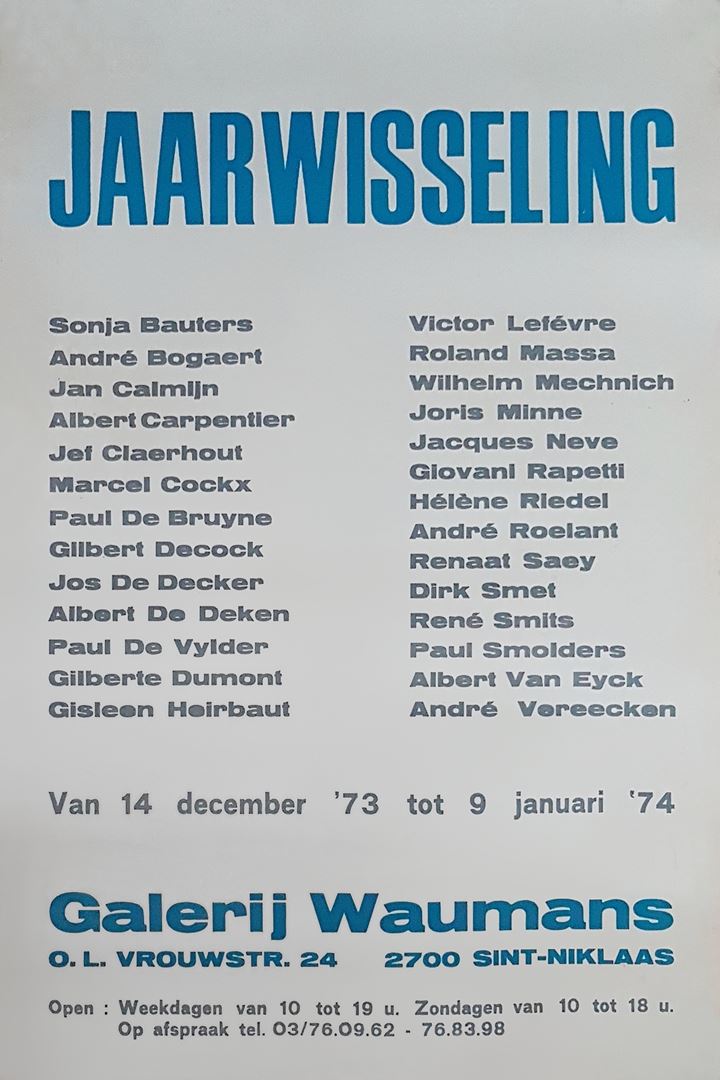 JAARWISSELING
Sonja Bauters
André Bogaert
Jan Calmijn
Albert Carpentier
Jef Claerhout
Marcel Cockx
Paul De Bruyne
Gilbert Decock
Jos De Decker
Albert De Deken
Paul De Vylder
Gilberte Dumont
Gisleen Heirbaut
Victor Lefévre
Roland Massa
Wilhelm Mechnich
Joris Minne
Jacques Neve
Giovani Rapetti
Hélène Riedel
André Roelant
Renaat Saey
Dirk Smet
René Smits
Paul Smolders
Albert Van Eyck
André Vereecken
Van 14 december '73 tot 9 januari '74
Galerij Waumans
O. L. VROUWSTR. 24 2700 SINT-NIKLAAS
Open : Weekdagen van 10 tot 19 u. Zondagen van 10 tot 18 u.
Op afspraak tel. 03/76.09.62 - 76.83.98